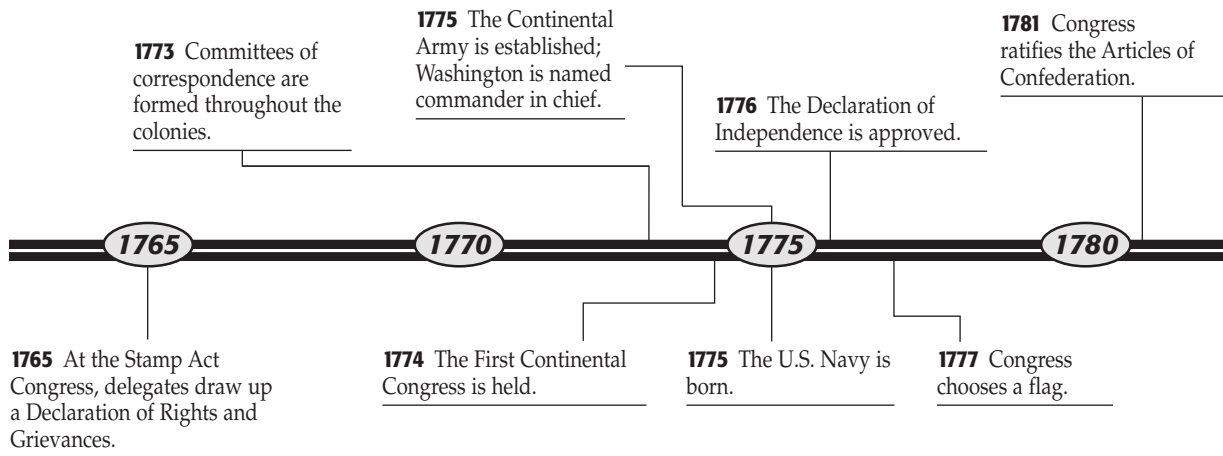 1773 Committees of
correspondence are
formed throughout the
colonies.
1775 The Continental
Army is established;
Washington is named
commander in chief.
1776 The Declaration of
Independence is approved.
1781 Congress
ratifies the Articles of
Confederation.
1765
1770
1775
1780
1765 At the Stamp Act
Congress, delegates draw up
a Declaration of Rights and
Grievances.
1774 The First Continental
Congress is held.
1775 The U.S. Navy is
born.
1777 Congress
chooses a flag.